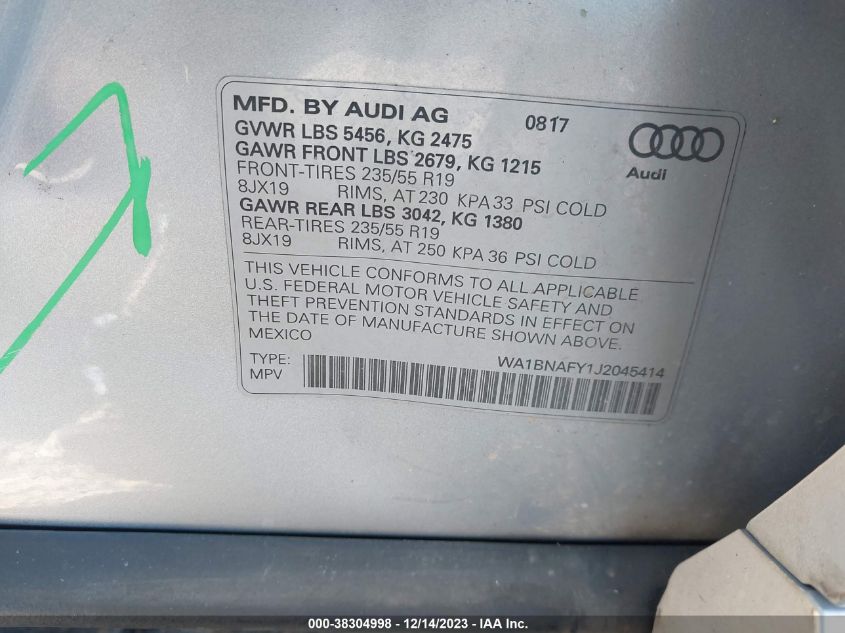 MFD. BY AUDI AG 0817
GVWR LBS 5456, KG 2475
GAWR FRONT LBS 2679, KG 1215
FRONT-TIRES 235/55 R19
8JX19 RIMS, AT 230 KPA 33 PSI COLD
GAWR REAR LBS 3042, KG 1380
REAR-TIRES 235/55 R19
8JX19 RIMS, AT 250 KPA 36 PSI COLD
Audi
THIS VEHICLE CONFORMS TO ALL APPLICABLE
U.S. FEDERAL MOTOR VEHICLE SAFETY AND
THEFT PREVENTION STANDARDS IN EFFECT ON
THE DATE OF MANUFACTURE SHOWN ABOVE.
MEXICO
TYPE: WA1BNAFY1J2045414
MPV
000-38304998 - 12/14/2023 - IAA Inc.